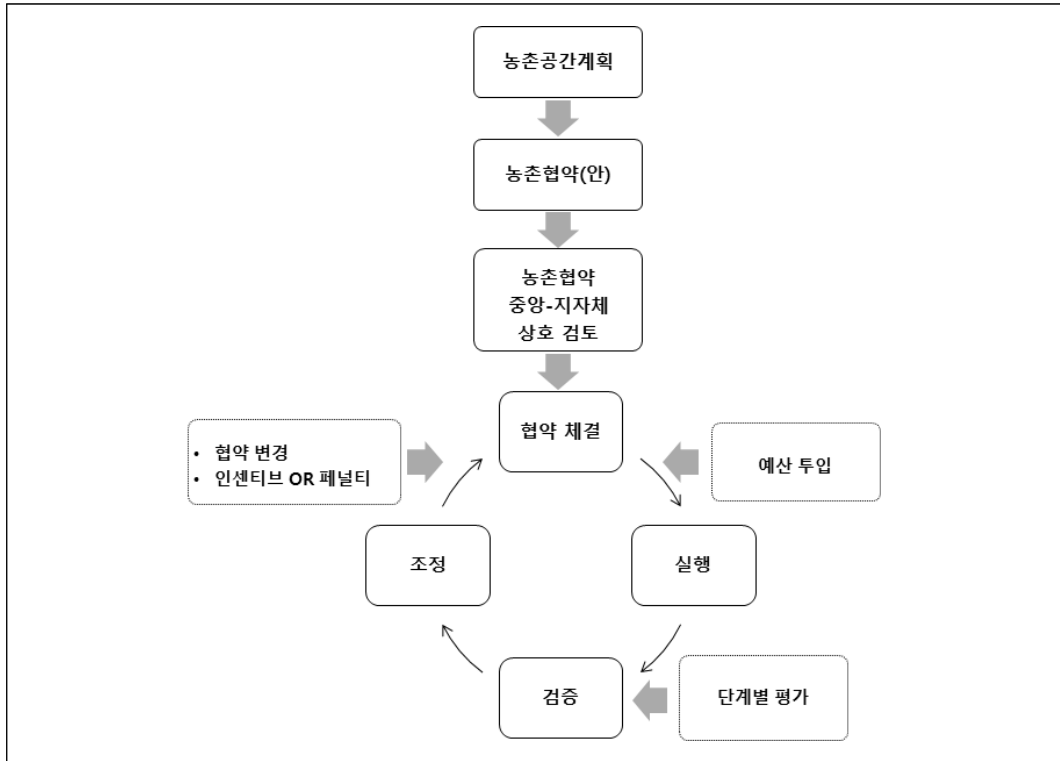 농촌공간계획
농촌협약(안)
농촌협약
중앙-지자체
상호 검토
협약 체결
• 협약 변경
• 인센티브 OR 페널티
예산 투입
조정
실행
검증
단계별 평가